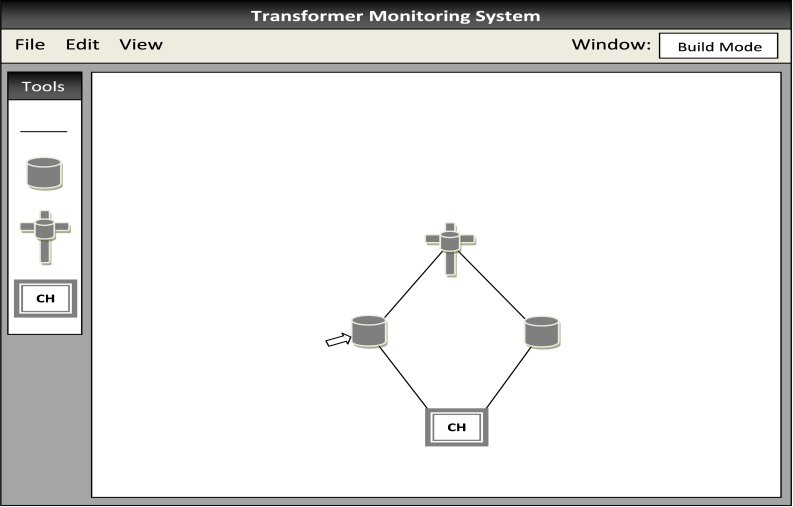 Transformer Monitoring System
File Edit View Window: Build Mode
Tools
CH
CH